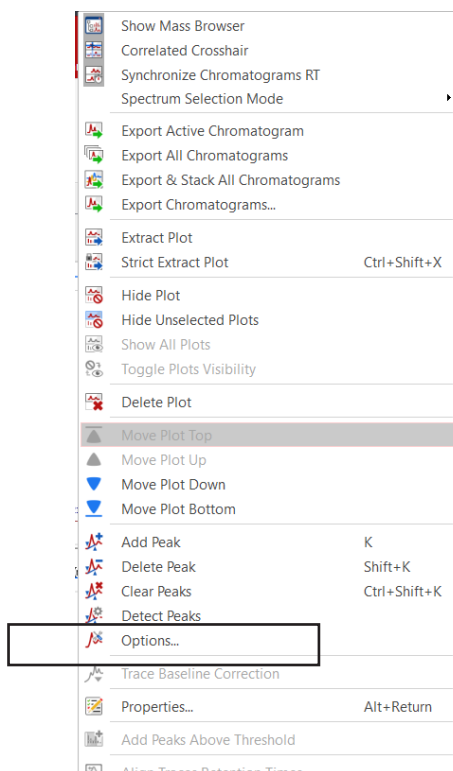 Show Mass Browser
Correlated Crosshair
Synchronize Chromatograms RT
Spectrum Selection Mode
Export Active Chromatogram
Export All Chromatograms
Export & Stack All Chromatograms
Export Chromatograms...
Extract Plot
Strict Extract Plot Ctrl+Shift+X
Hide Plot
Hide Unselected Plots
Show All Plots
Toggle Plots Visibility
Delete Plot
Move Plot Top
Move Plot Up
Move Plot Down
Move Plot Bottom
Add Peak K
Delete Peak Shift+K
Clear Peaks Ctrl+Shift+K
Detect Peaks
Options...
Trace Baseline Correction
Properties... Alt+Return
Add Peaks Above Threshold
Align Traces Retention Times